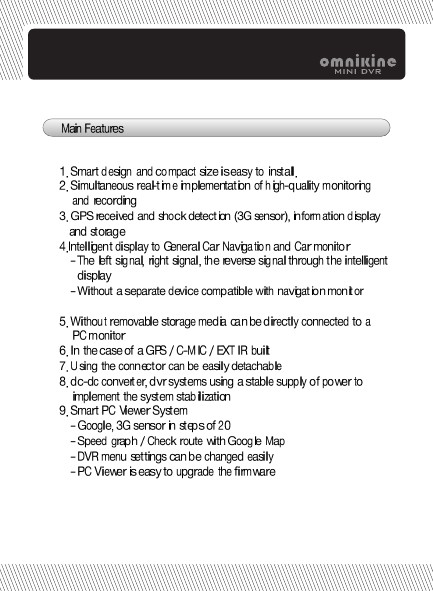 omnikine
MINI DVR
Main Features
1. Smart design and compact size is easy to install.
2. Simultaneous real-time implementation of high-quality monitoring
and recording
3. GPS received and shock detection (3G sensor), information display
and storage
4.Intelligent display to General Car Navigation and Car monitor
- The left signal, right signal, the reverse signal through the intelligent
display
- Without a separate device compatible with navigation monitor
5. Without removable storage media can be directly connected to a
PC monitor
6. In the case of a GPS / C-MIC / EXT IR built
7. Using the connector can be easily detachable
8. dc-dc converter, dvr systems using a stable supply of power to
implement the system stabilization
9. Smart PC Viewer System
- Google, 3G sensor in steps of 20
- Speed graph / Check route with Google Map
- DVR menu settings can be changed easily
- PC Viewer is easy to upgrade the firmware